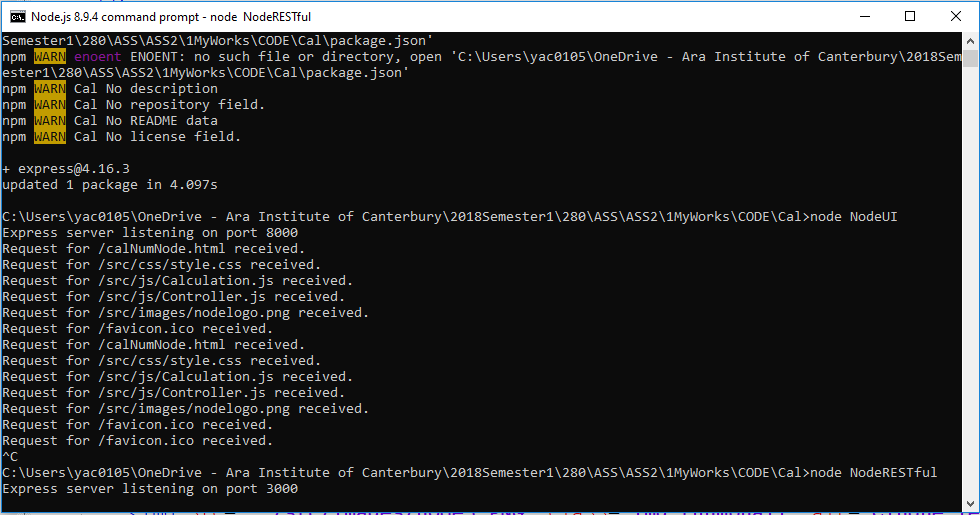 Node.js 8.9.4 command prompt - node  NodeRESTful
Semester1\280\ASS\ASS2\1MyWorks\CODE\Cal\package.json'
npm WARN enoent ENOENT: no such file or directory, open 'C:\Users\yac0105\OneDrive - Ara Institute of Canterbury\2018Sem
ester1\280\ASS\ASS2\1MyWorks\CODE\Cal\package.json'
npm WARN Cal No description
npm WARN Cal No repository field.
npm WARN Cal No README data
npm WARN Cal No license field.
+ express@4.16.3
updated 1 package in 4.097s
C:\Users\yac0105\OneDrive - Ara Institute of Canterbury\2018Semester1\280\ASS\ASS2\1MyWorks\CODE\Cal>node NodeUI
Express server listening on port 8000
Request for /calNumNode.html received.
Request for /src/css/style.css received.
Request for /src/js/Calculation.js received.
Request for /src/js/Controller.js received.
Request for /src/images/nodelogo.png received.
Request for /favicon.ico received.
Request for /calNumNode.html received.
Request for /src/css/style.css received.
Request for /src/js/Calculation.js received.
Request for /src/js/Controller.js received.
Request for /src/images/nodelogo.png received.
Request for /favicon.ico received.
Request for /favicon.ico received.
^C
C:\Users\yac0105\OneDrive - Ara Institute of Canterbury\2018Semester1\280\ASS\ASS2\1MyWorks\CODE\Cal>node NodeRESTful
Express server listening on port 3000